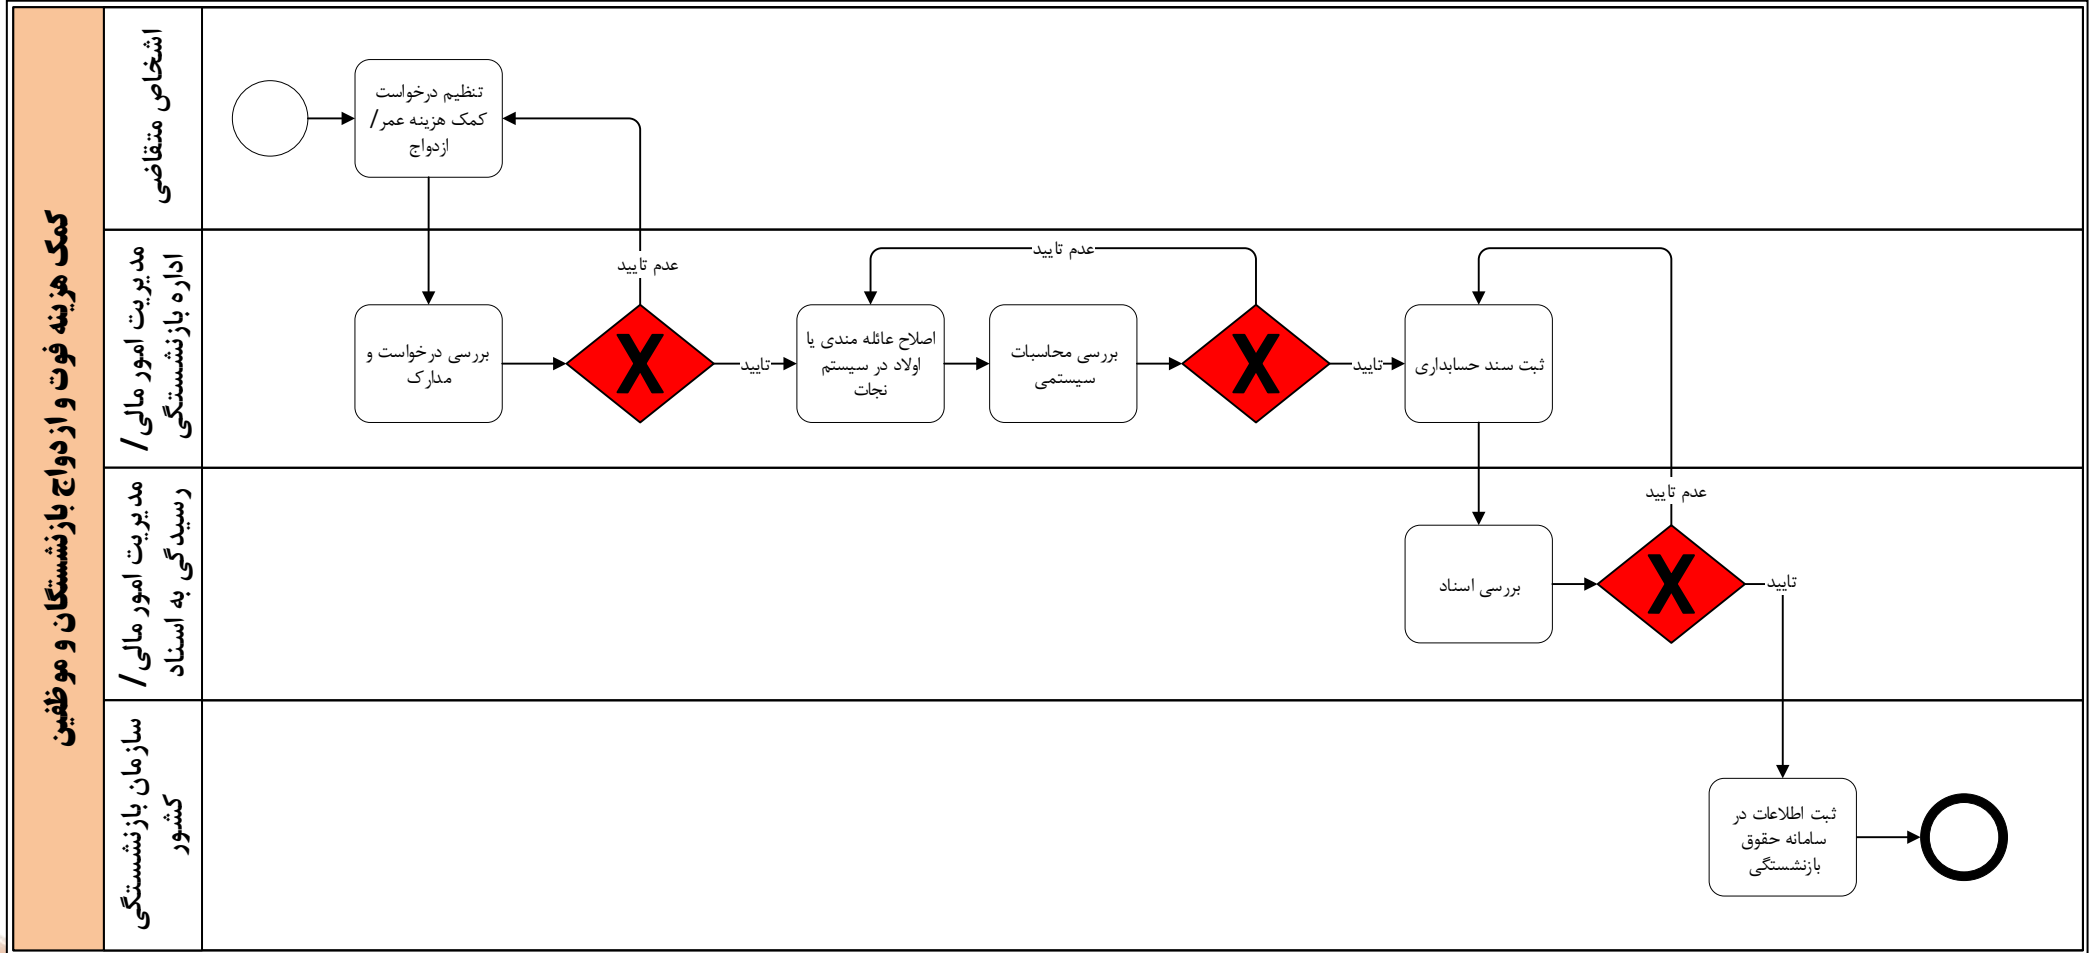 کمک هزینه فوت و ازدواج بازنشستگان و موظفین
اشخاص متقاضی
تنظیم درخواست
کمک هزینه عمر/
ازدواج
مدیریت امور مالی/
اداره بازنشستگی
بررسی درخواست و
مدارک
عدم تایید
تایید
اصلاح عائله مندی یا
اولاد در سیستم
نجات
بررسی محاسبات
سیستمی
عدم تایید
تایید
ثبت سند حسابداری
مدیریت امور مالی/
رسیدگی به اسناد
بررسی اسناد
عدم تایید
تایید
سازمان بازنشستگی
کشور
ثبت اطلاعات در
سامانه حقوق
بازنشستگی